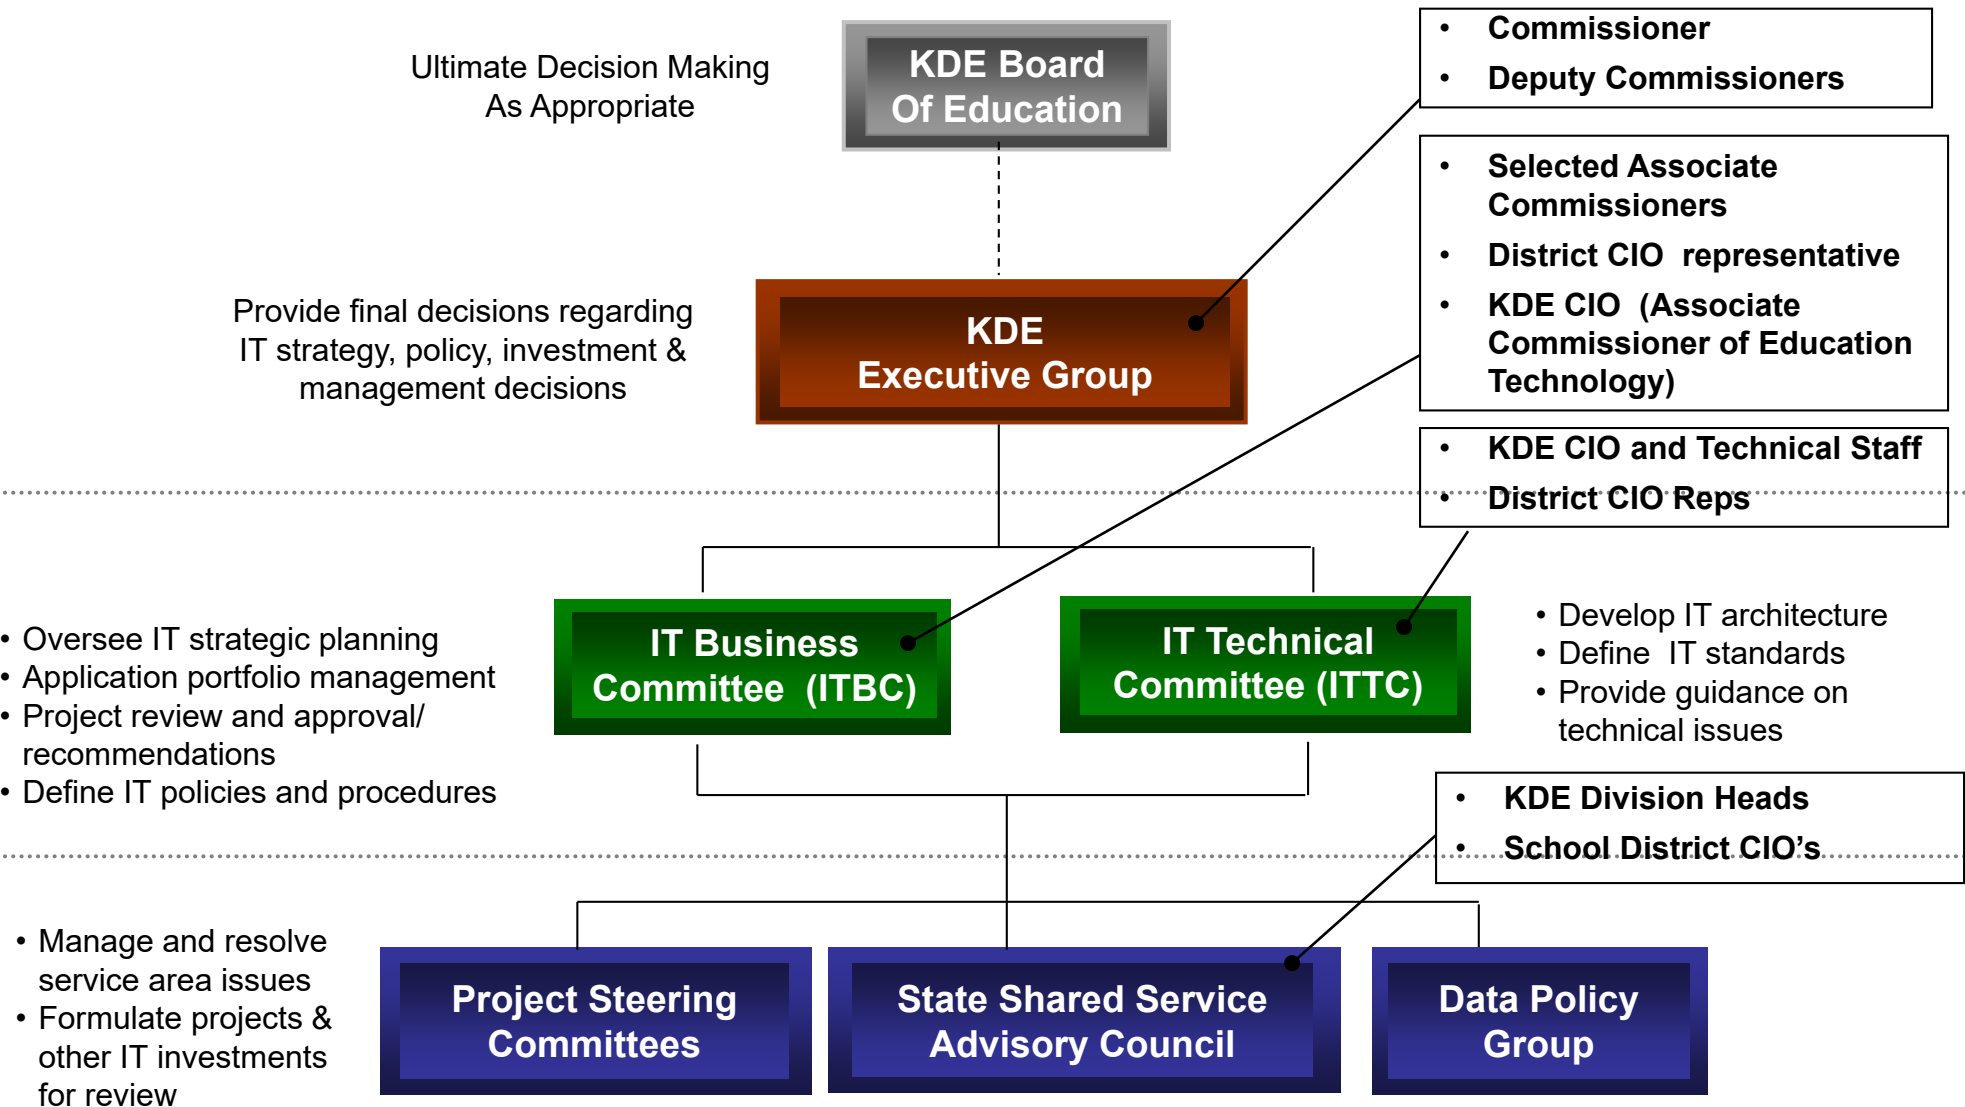 Ultimate Decision Making
As Appropriate
KDE Board
Of Education
• Commissioner
• Deputy Commissioners
• Selected Associate
Commissioners
• District CIO  representative
• KDE CIO  (Associate
Commissioner of Education
Technology)
Provide final decisions regarding
IT strategy, policy, investment &
management decisions
KDE
Executive Group
• KDE CIO and Technical Staff
• District CIO Reps
• Oversee IT strategic planning
• Application portfolio management
• Project review and approval/
recommendations
• Define IT policies and procedures
IT Business
Committee  (ITBC)
IT Technical
Committee (ITTC)
• Develop IT architecture
• Define  IT standards
• Provide guidance on
technical issues
• KDE Division Heads
• School District CIO’s
• Manage and resolve
service area issues
• Formulate projects &
other IT investments
for review
Project Steering
Committees
State Shared Service
Advisory Council
Data Policy
Group